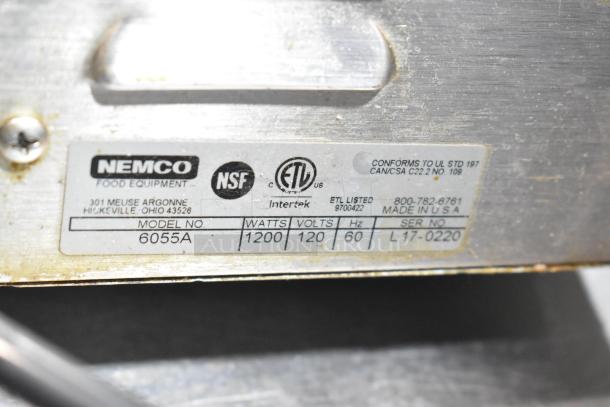 NEMCO
FOOD EQUIPMENT
301 MEUSE ARGONNE
HICKSVILLE, OHIO 43526
NSF
C ETL US
Intertek
ETL LISTED
9700422
CONFORMS TO UL STD 197
CAN/CSA C22.2 NO. 109
800-782-6761
MADE IN U.S.A.
MODEL NO. WATTS VOLTS Hz SER. NO.
6055A 1200 120 60 L 17-0220